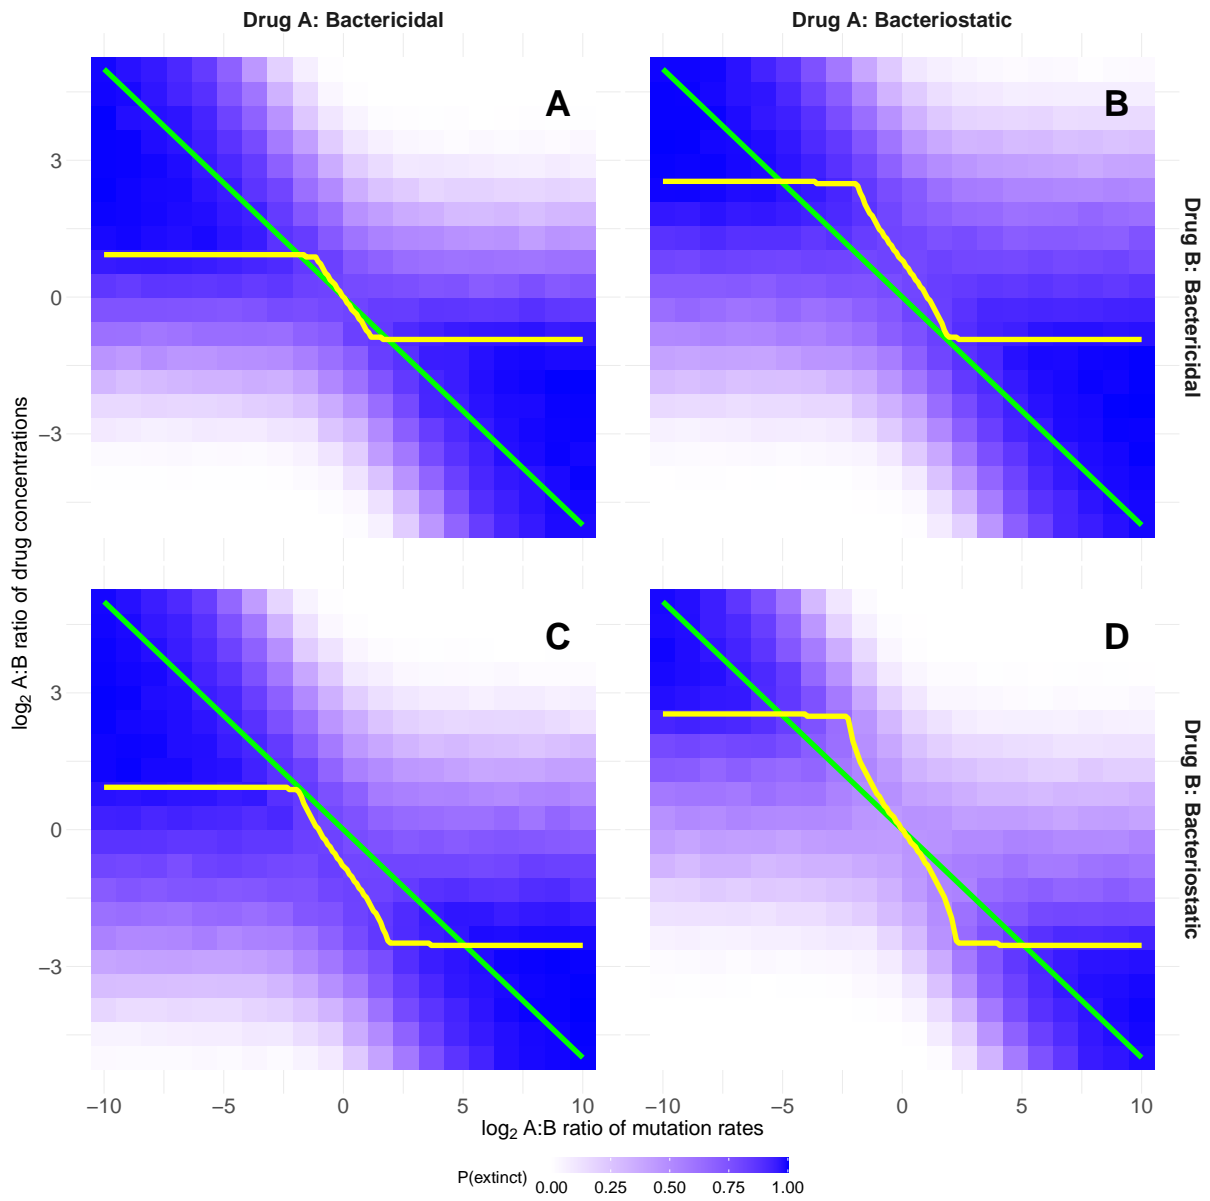 Drug A: Bactericidal
Drug A: Bacteriostatic
A
B
3
0
−3
Drug B: Bactericidal
log2 A:B ratio of drug concentrations
C
D
3
0
−3
Drug B: Bacteriostatic
−10 −5 0 5 10
−10 −5 0 5 10
log2 A:B ratio of mutation rates
P(extinct)
0.00 0.25 0.50 0.75 1.00